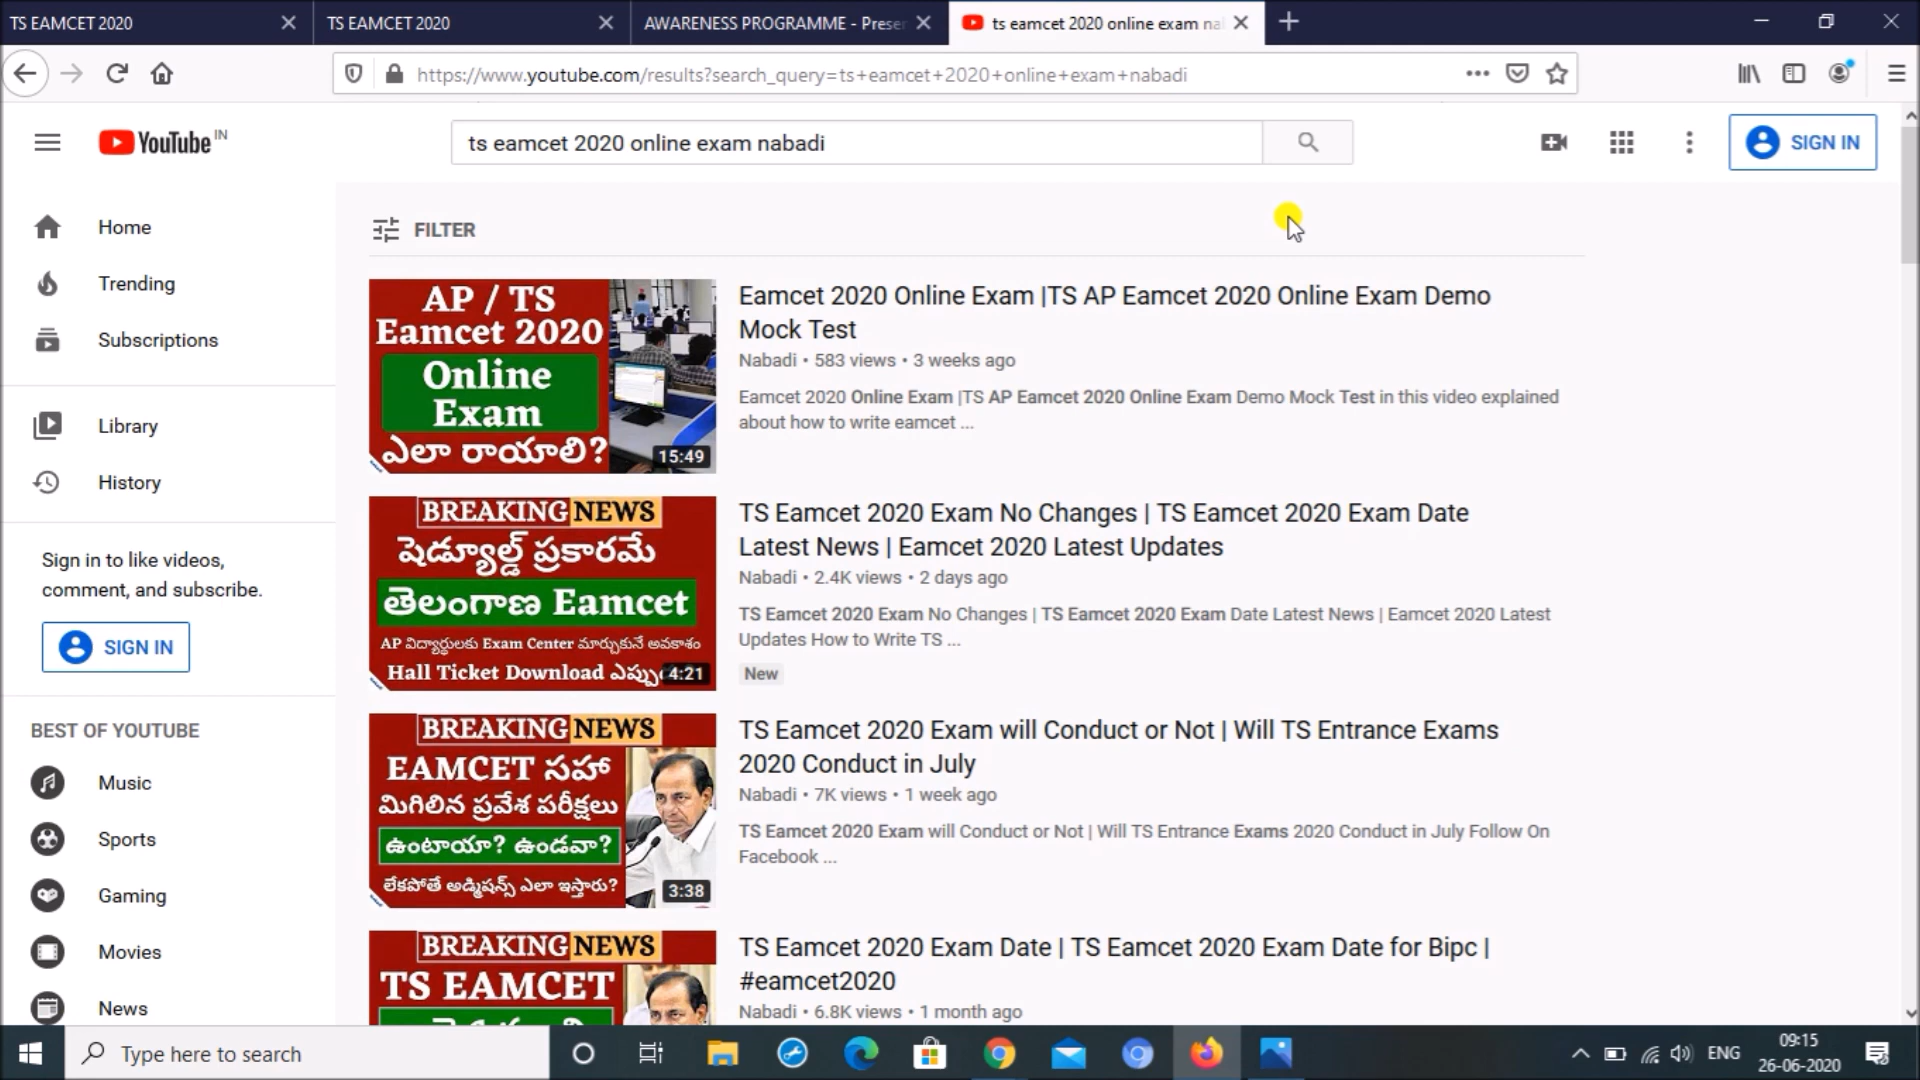 TS EAMCET 2020
TS EAMCET 2020
AWARENESS PROGRAMME - Prese
ts eamcet 2020 online exam na
https://www.youtube.com/results?search_query=ts+eamcet+2020+online+exam+nabadi
YouTube IN
ts eamcet 2020 online exam nabadi
SIGN IN
Home
Trending
Subscriptions
Library
History
Sign in to like videos,
comment, and subscribe.
SIGN IN
BEST OF YOUTUBE
Music
Sports
Gaming
Movies
News
FILTER
AP / TS
Eamcet 2020
Online
Exam
ఎలా రాయాలి?
15:49
Eamcet 2020 Online Exam |TS AP Eamcet 2020 Online Exam Demo
Mock Test
Nabadi • 583 views • 3 weeks ago
Eamcet 2020 Online Exam |TS AP Eamcet 2020 Online Exam Demo Mock Test in this video explained
about how to write eamcet ...
BREAKING NEWS
షెడ్యూల్డ్ ప్రకారమే
తెలంగాణ Eamcet
AP విద్యార్థులకు Exam Center మార్చుకునే అవకాశం
Hall Ticket Download ఎప్పు
4:21
TS Eamcet 2020 Exam No Changes | TS Eamcet 2020 Exam Date
Latest News | Eamcet 2020 Latest Updates
Nabadi • 2.4K views • 2 days ago
TS Eamcet 2020 Exam No Changes | TS Eamcet 2020 Exam Date Latest News | Eamcet 2020 Latest
Updates How to Write TS ...
New
BREAKING NEWS
EAMCET సహా
మిగిలిన ప్రవేశ పరీక్షలు
ఉంటాయా? ఉండవా?
లేకపోతే అడ్మిషన్స్ ఎలా ఇస్తారు?
3:38
TS Eamcet 2020 Exam will Conduct or Not | Will TS Entrance Exams
2020 Conduct in July
Nabadi • 7K views • 1 week ago
TS Eamcet 2020 Exam will Conduct or Not | Will TS Entrance Exams 2020 Conduct in July Follow On
Facebook ...
BREAKING NEWS
TS EAMCET
TS Eamcet 2020 Exam Date | TS Eamcet 2020 Exam Date for Bipc |
#eamcet2020
Nabadi • 6.8K views • 1 month ago
Type here to search
ENG
09:15
26-06-2020